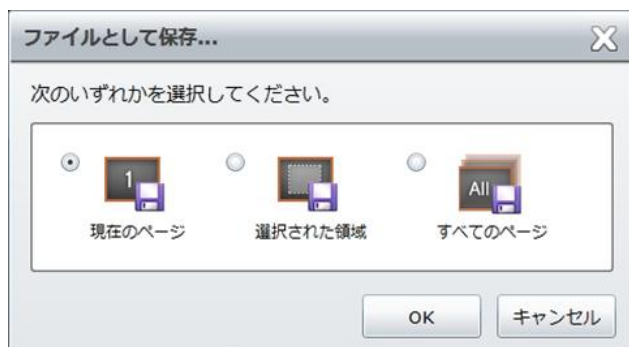 ファイルとして保存...
次のいずれかを選択してください。
1
All
現在のページ
選択された領域
すべてのページ
OK
キャンセル